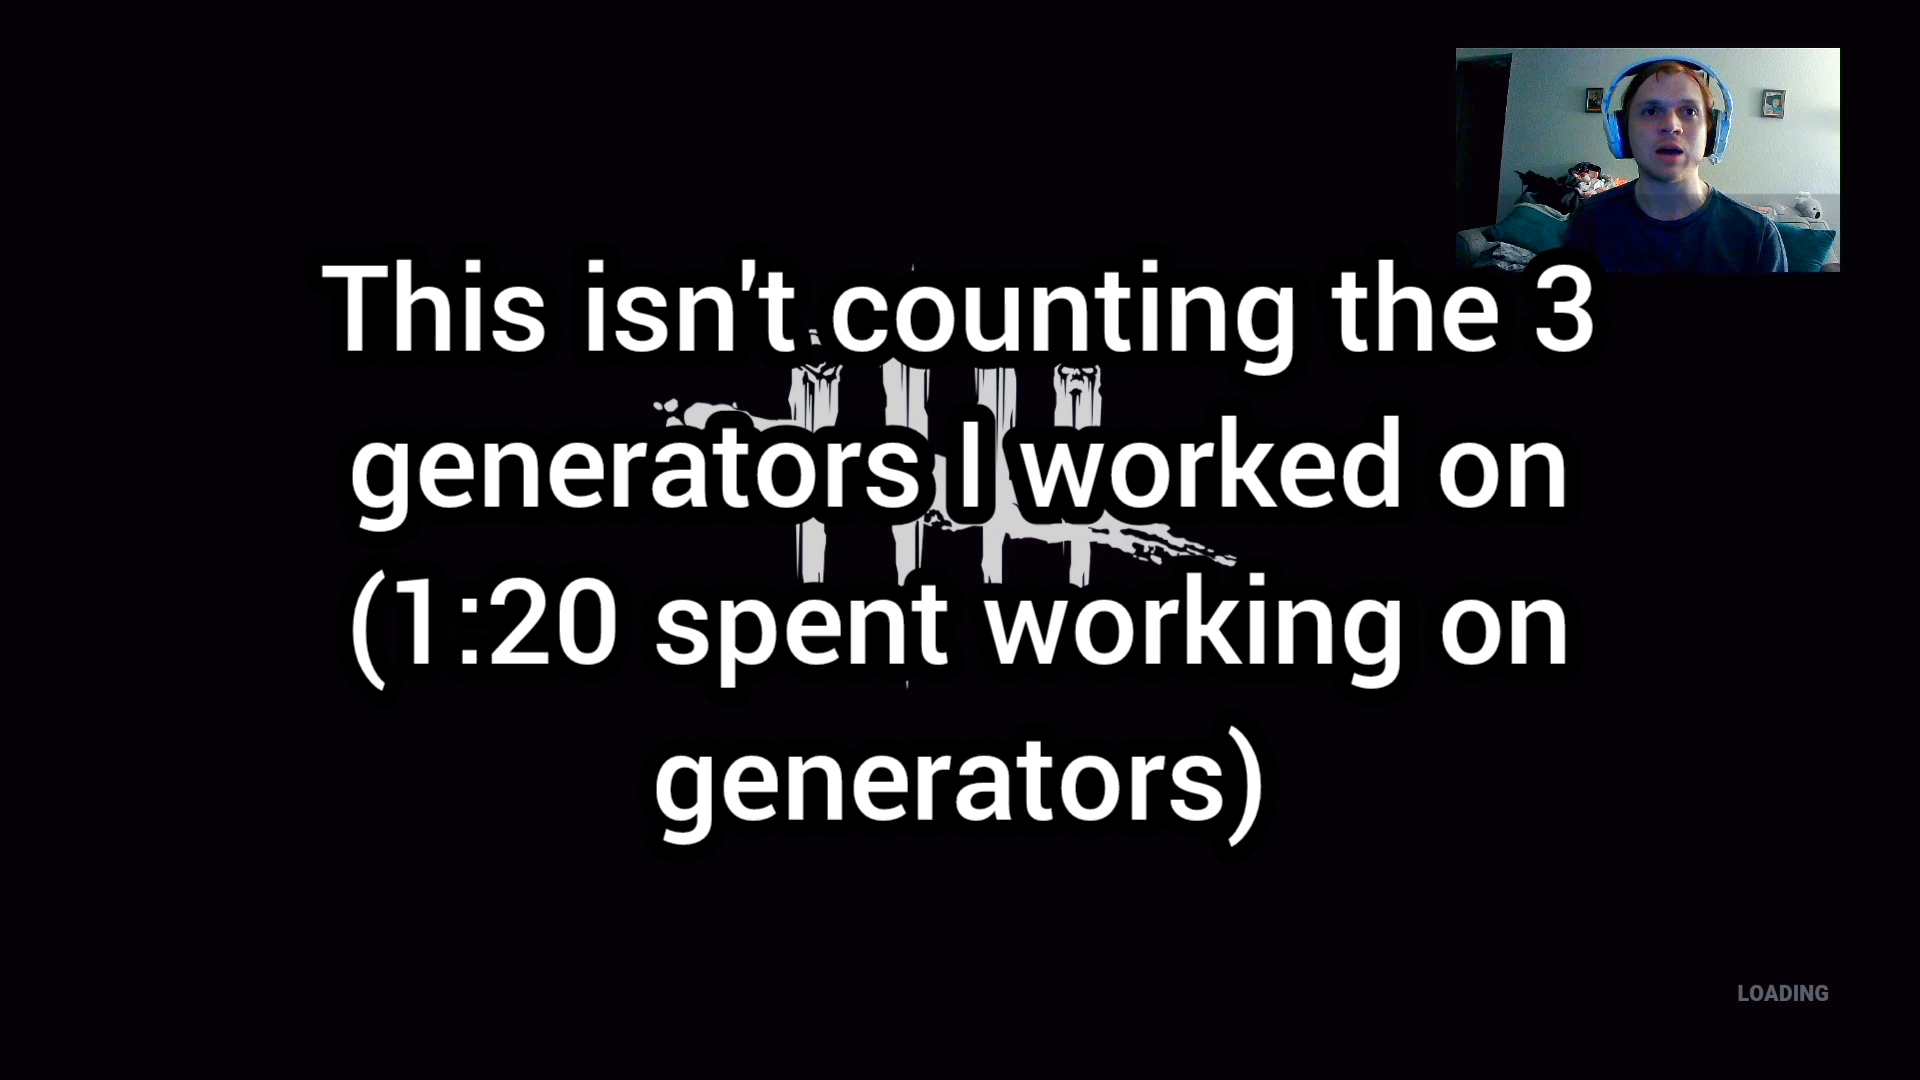 This isn't counting the 3
generators I worked on
(1:20 spent working on
generators)
LOADING